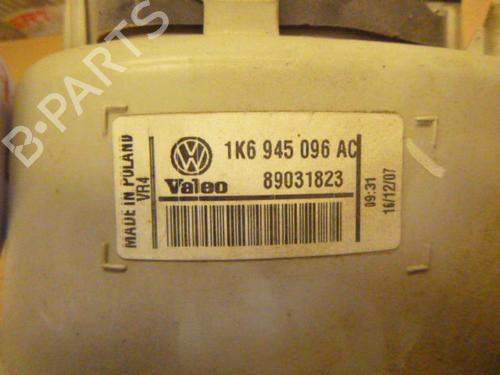 MADE IN POLAND
VR4
1K6 945 096 AC
Valeo
89031823
09:31
16/12/07
B-PARTS